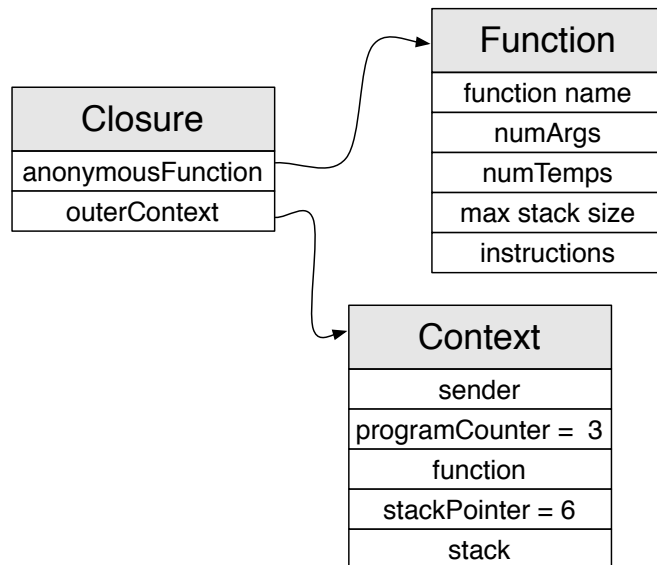 Function
function name
numArgs
numTemps
max stack size
instructions
Closure
anonymousFunction
outerContext
Context
sender
programCounter = 3
function
stackPointer = 6
stack